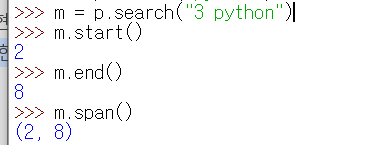 >>> m = p.search("3 python")
>>> m.start()
2
>>> m.end()
8
>>> m.span()
(2, 8)